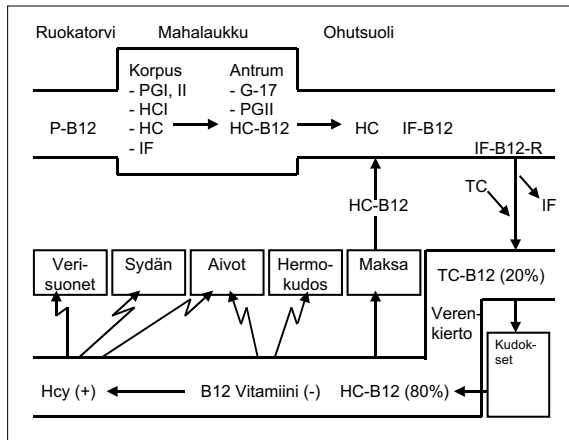 Ruokatorvi Mahalaukku Ohutsuoli
Korpus
- PGI, II
- HCI
- HC
- IF
Antrum
- G-17
- PGII
HC-B12
P-B12
HC IF-B12
IF-B12-R
TC
IF
HC-B12
Veri-
suonet
Sydän
Aivot
Hermo-
kudos
Maksa
TC-B12 (20%)
Veren-
kierto
Kudok-
set
Hcy (+) B12 Vitamiini (-) HC-B12 (80%)